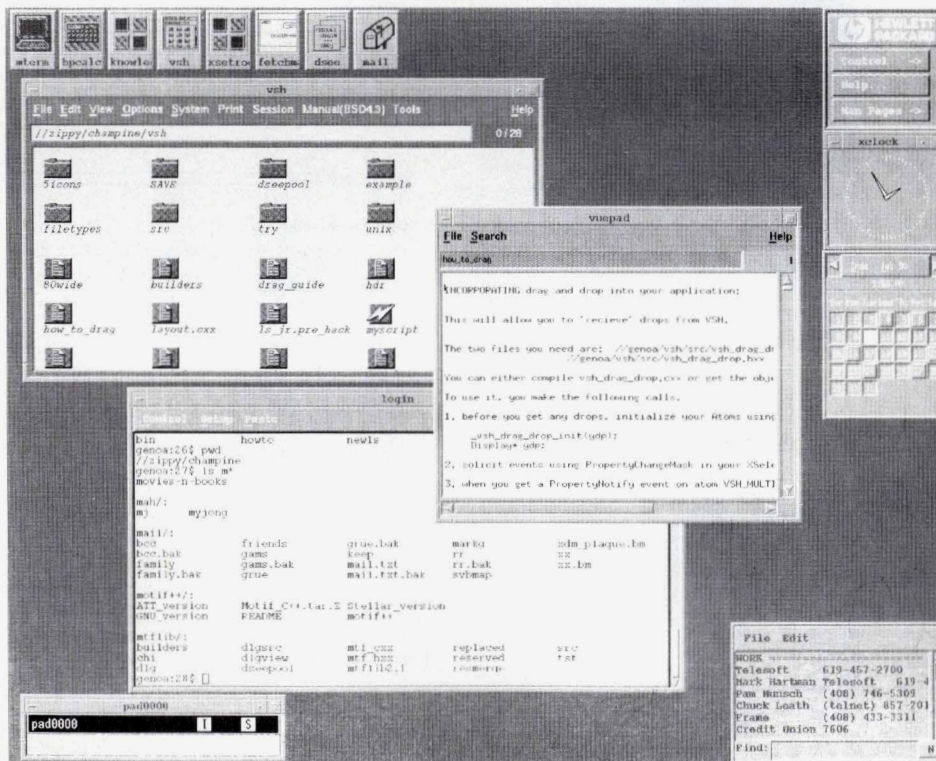 mterm hpcalc knowle vsh xsetroo fetchm dsee mail
HEWLETT
PACKARD
Control ->
Help...
Man Pages ->
xclock
vsh
File Edit View Options System Print Session Manual(BSD4.3) Tools Help
//zippy/champine/vsh 0/28
5icons SAVE dseepool example
filetypes src try unix
80wide builders drag_guide hdr
how_to_drag layout.cxx ls_jr.pre_hack myscript
vuepad
File Search Help
how_to_drag 1
INCORPORATING drag and drop into your application:
This will allow you to "recieve" drops from VSH.
The two files you need are: //genoa/vsh/src/vsh_drag_dr
//genoa/vsh/src/vsh_drag_drop.hxx
You can either compile vsh_drag_drop.cxx or get the obje
To use it, you make the following calls.
1. before you get any drops, initialize your Atoms using
_vsh_drag_drop_init(ydp);
Display* ydp;
2. solicit events using PropertyChangeMask in your XSele
3. when you get a PropertyNotify event on atom VSH_MULTI
login
Control Setup Paste
bin howto newls
genoa:26$ pwd
//zippy/champine
genoa:27$ ls m*
movies-n-books
mah/:
mj myjong
mail/:
bcc friends grue.bak markg xdm_plaque.bm
bcc.bak gams keep rr xx
family gams.bak mail.txt rr.bak xx.bm
family.bak grue mail.txt.bak svbmap
motif++/:
ATT_version Motif_C++.tar.Z Stellar_version
GNU_version README motif++
mtflib/:
builders dlgsrc mtf_cxx replaced src
chi dlgview mtf_hxx reserved tst
dlg dseepool mtflib2.1 resmerge
genoa:28$
pad0000
pad0000 I S
File Edit
WORK
Telesoft 619-457-2700
Mark Hartman Telesoft 619-4
Pam Munsch (408) 746-5309
Chuck Leath (telnet) 857-201
Frame (408) 433-3311
Credit Union 7606
Find: N